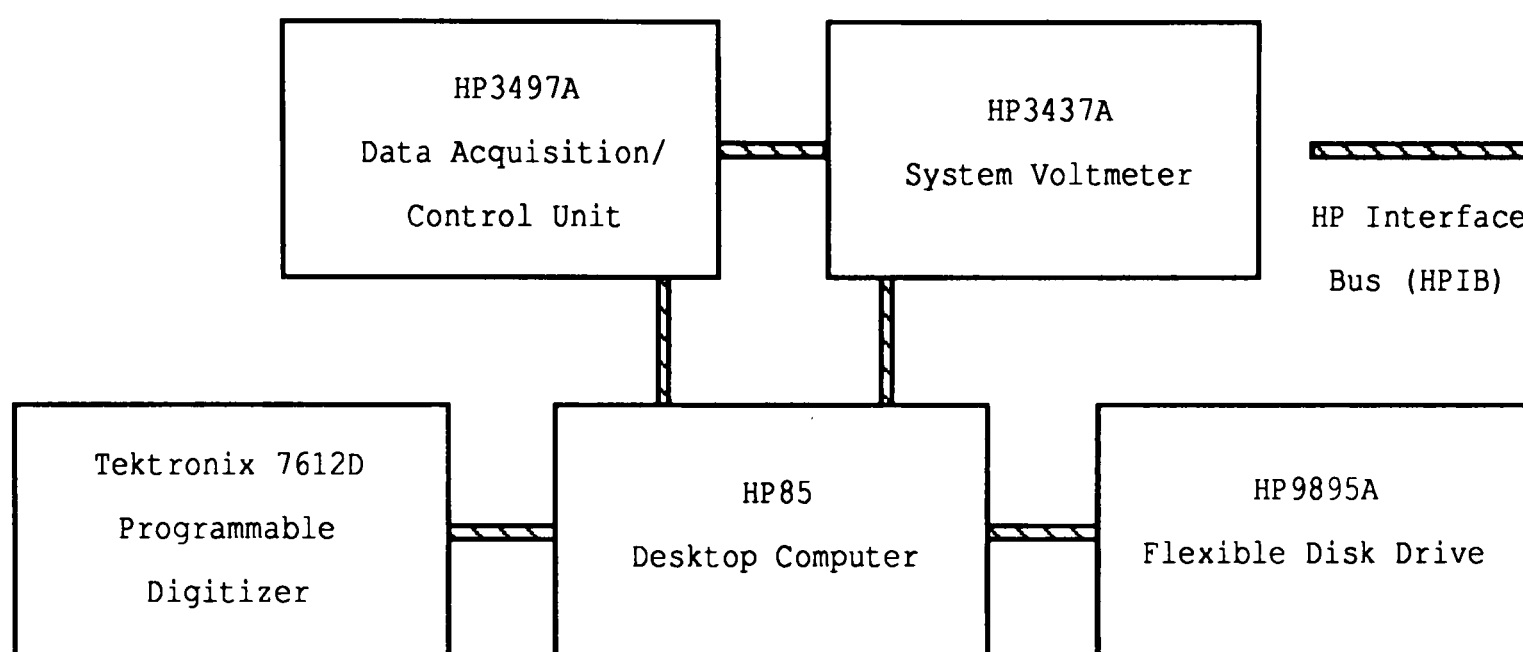 HP3497A
Data Acquisition/
Control Unit
HP3437A
System Voltmeter
HP Interface
Bus (HPIB)
Tektronix 7612D
Programmable
Digitizer
HP85
Desktop Computer
HP9895A
Flexible Disk Drive